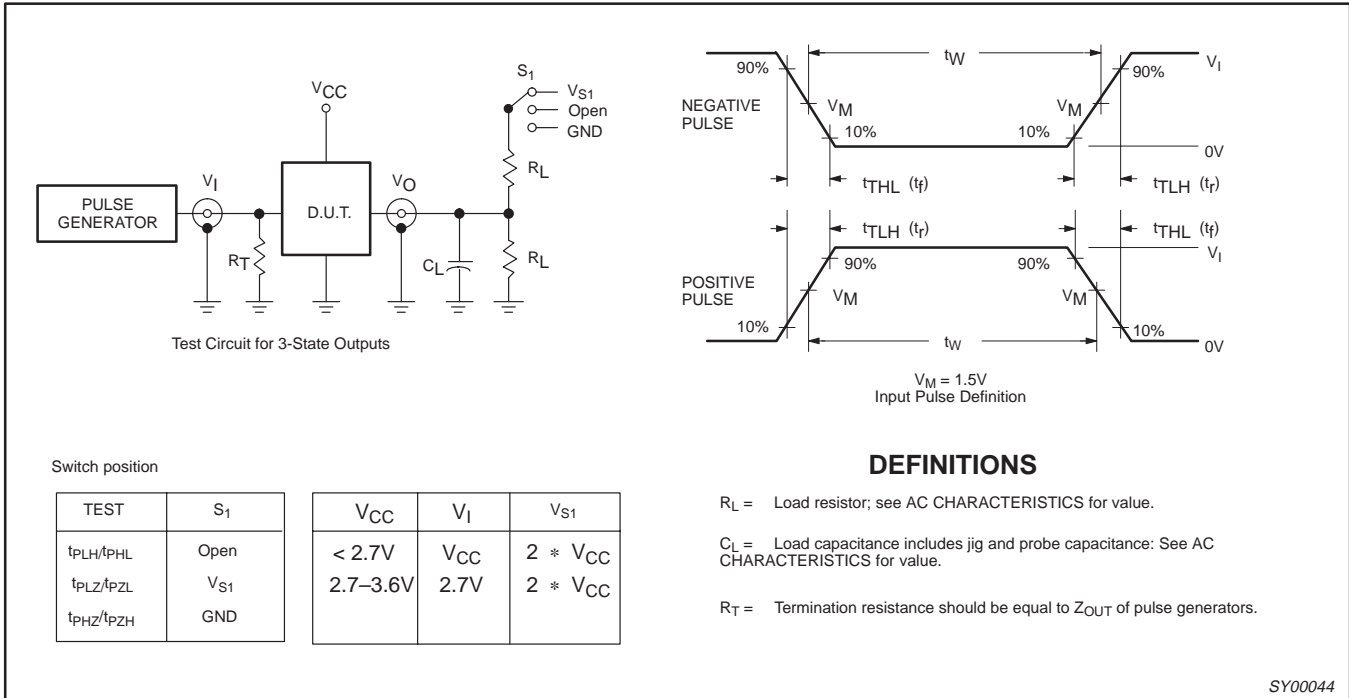 VCC
S1
VS1
Open
GND
RL
VI
VO
PULSE
GENERATOR
D.U.T.
RT
CL
RL
Test Circuit for 3-State Outputs
tW
VI
90%
90%
NEGATIVE
PULSE
VM
VM
10%
10%
0V
tTHL (tf)
tTLH (tr)
tTLH (tr)
tTHL (tf)
VI
90%
90%
POSITIVE
PULSE
VM
VM
10%
10%
tW
0V
VM = 1.5V
Input Pulse Definition
Switch position
TEST S1
tPLH/tPHL Open
tPLZ/tPZL VS1
tPHZ/tPZH GND
VCC VI VS1
< 2.7V VCC 2 * VCC
2.7–3.6V 2.7V 2 * VCC
DEFINITIONS
RL = Load resistor; see AC CHARACTERISTICS for value.
CL = Load capacitance includes jig and probe capacitance: See AC
CHARACTERISTICS for value.
RT = Termination resistance should be equal to ZOUT of pulse generators.
SY00044